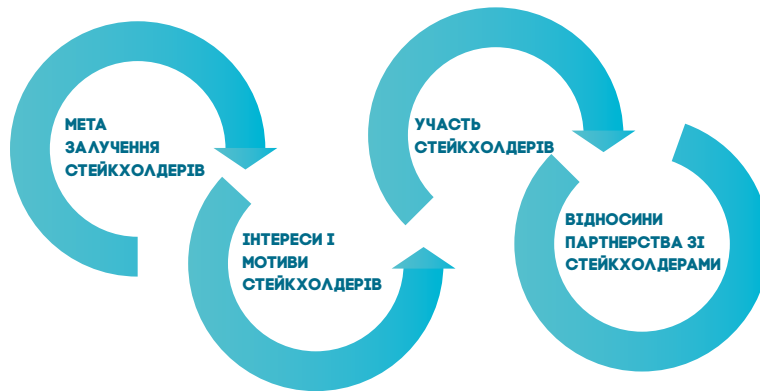 МЕТА
ЗАЛУЧЕННЯ
СТЕЙКХОЛДЕРІВ
ІНТЕРЕСИ І
МОТИВИ
СТЕЙКХОЛДЕРІВ
УЧАСТЬ
СТЕЙКХОЛДЕРІВ
ВІДНОСИНИ
ПАРТНЕРСТВА ЗІ
СТЕЙКХОЛДЕРАМИ